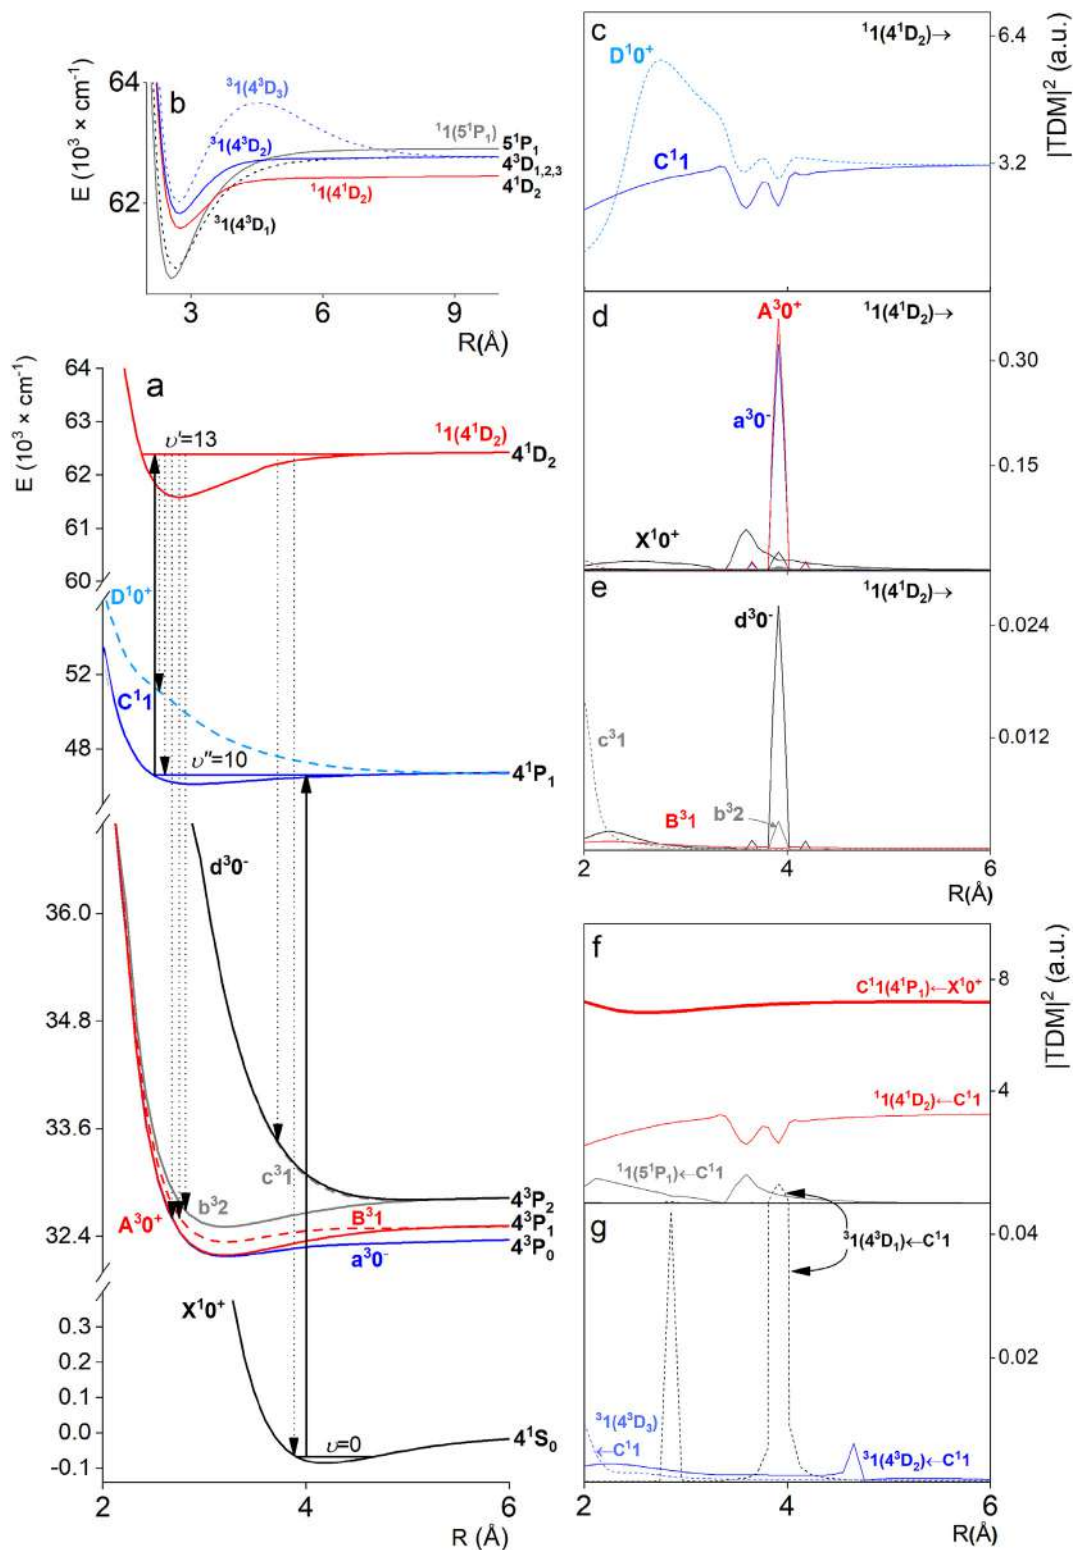 b
64
62
E (10³ × cm⁻¹)
³1(4³D₃)
³1(4³D₂)
¹1(5¹P₁)
5¹P₁
4³D₁,₂,₃
4¹D₂
¹1(4¹D₂)
³1(4³D₁)
3
6
9
R(Å)
a
E (10³ × cm⁻¹)
64
63
62
61
60
υ'=13
¹1(4¹D₂)
4¹D₂
D¹0⁺
52
C¹1
48
υ''=10
4¹P₁
d³0⁻
36.0
34.8
33.6
32.4
c³1
b³2
A³0⁺
B³1
a³0⁻
4³P₂
4³P₁
4³P₀
X¹0⁺
0.3
0.2
0.1
0.0
-0.1
υ=0
4¹S₀
2
4
6
R (Å)
c
¹1(4¹D₂)→
D¹0⁺
C¹1
6.4
3.2
|TDM|² (a.u.)
d
A³0⁺
¹1(4¹D₂)→
a³0⁻
X¹0⁺
0.30
0.15
e
¹1(4¹D₂)→
d³0⁻
c³1
B³1
b³2
0.024
0.012
2
4
6
R(Å)
f
C¹1(4¹P₁)←X¹0⁺
¹1(4¹D₂)←C¹1
¹1(5¹P₁)←C¹1
8
4
|TDM|² (a.u.)
g
³1(4³D₁)←C¹1
0.04
0.02
³1(4³D₃)
←C¹1
³1(4³D₂)←C¹1
2
4
6
R(Å)